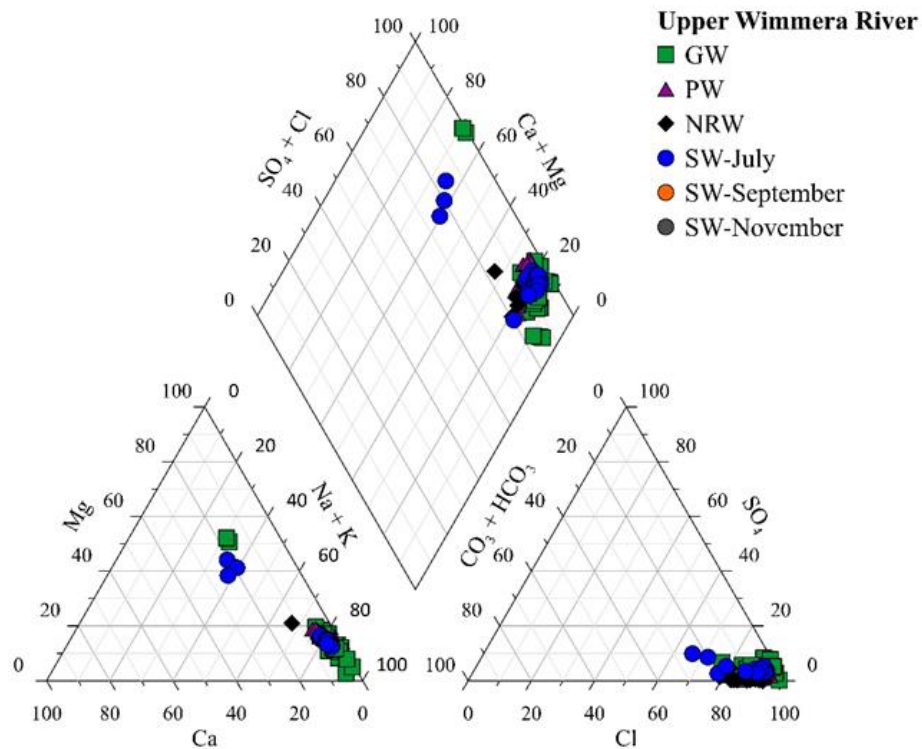 Upper Wimmera River
GW
PW
NRW
SW-July
SW-September
SW-November
100 100
80 80
60 60
40 40
20 20
0 0
SO₄ + Cl
Ca + Mg
100 0
80 20
60 40
40 60
20 80
0 100
Mg
Na + K
100 80 60 40 20 0
Ca
100 0
80 20
60 40
40 60
20 80
0 100
CO₃ + HCO₃
SO₄
0 20 40 60 80 100
Cl